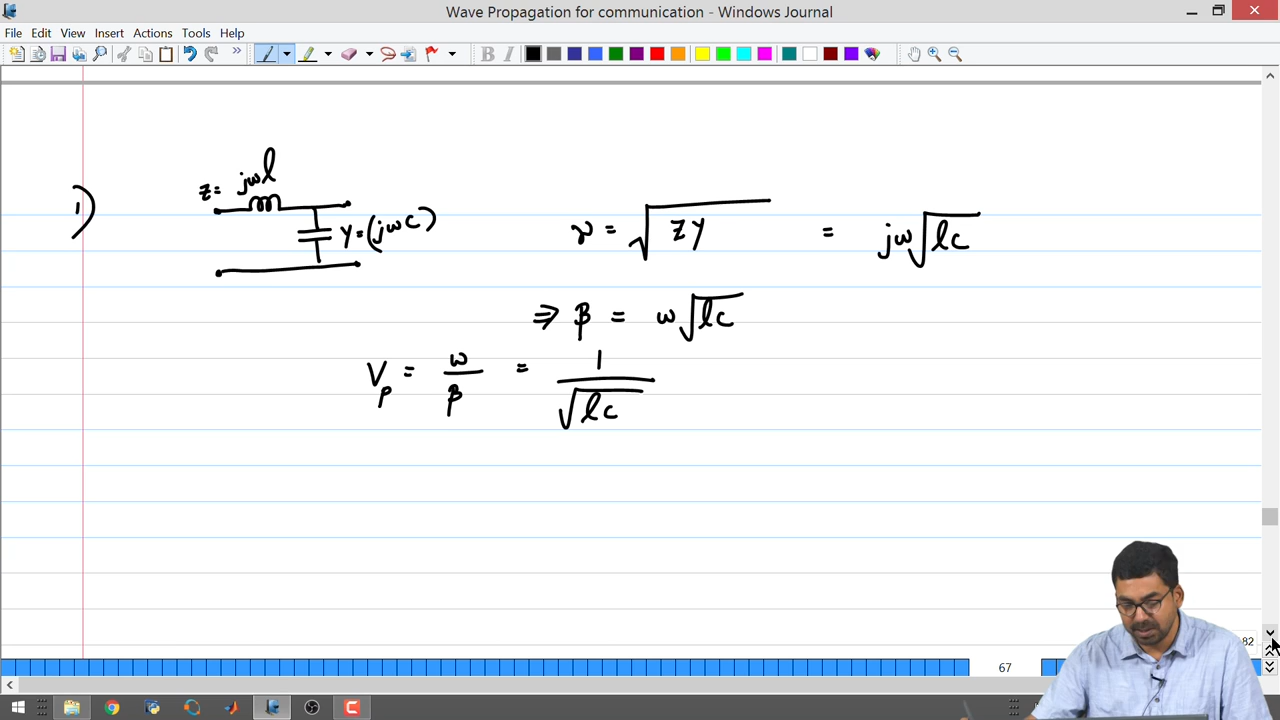 Wave Propagation for communication - Windows Journal
File Edit View Insert Actions Tools Help
B I
1)
z= jωl
Y=(jωc)
γ = √zy = jω√lc
⇒ β = ω√lc
Vp = ω/β = 1/√lc
82
67